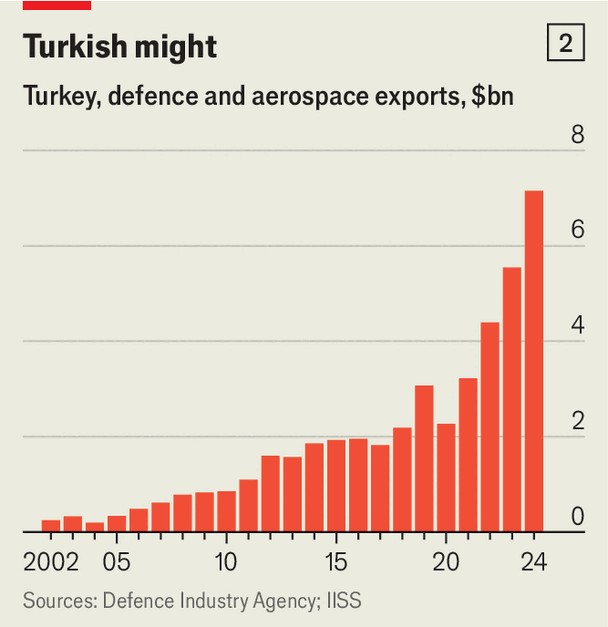 Turkish might
2
Turkey, defence and aerospace exports, $bn
8
6
4
2
0
2002 05 10 15 20 24
Sources: Defence Industry Agency; IISS